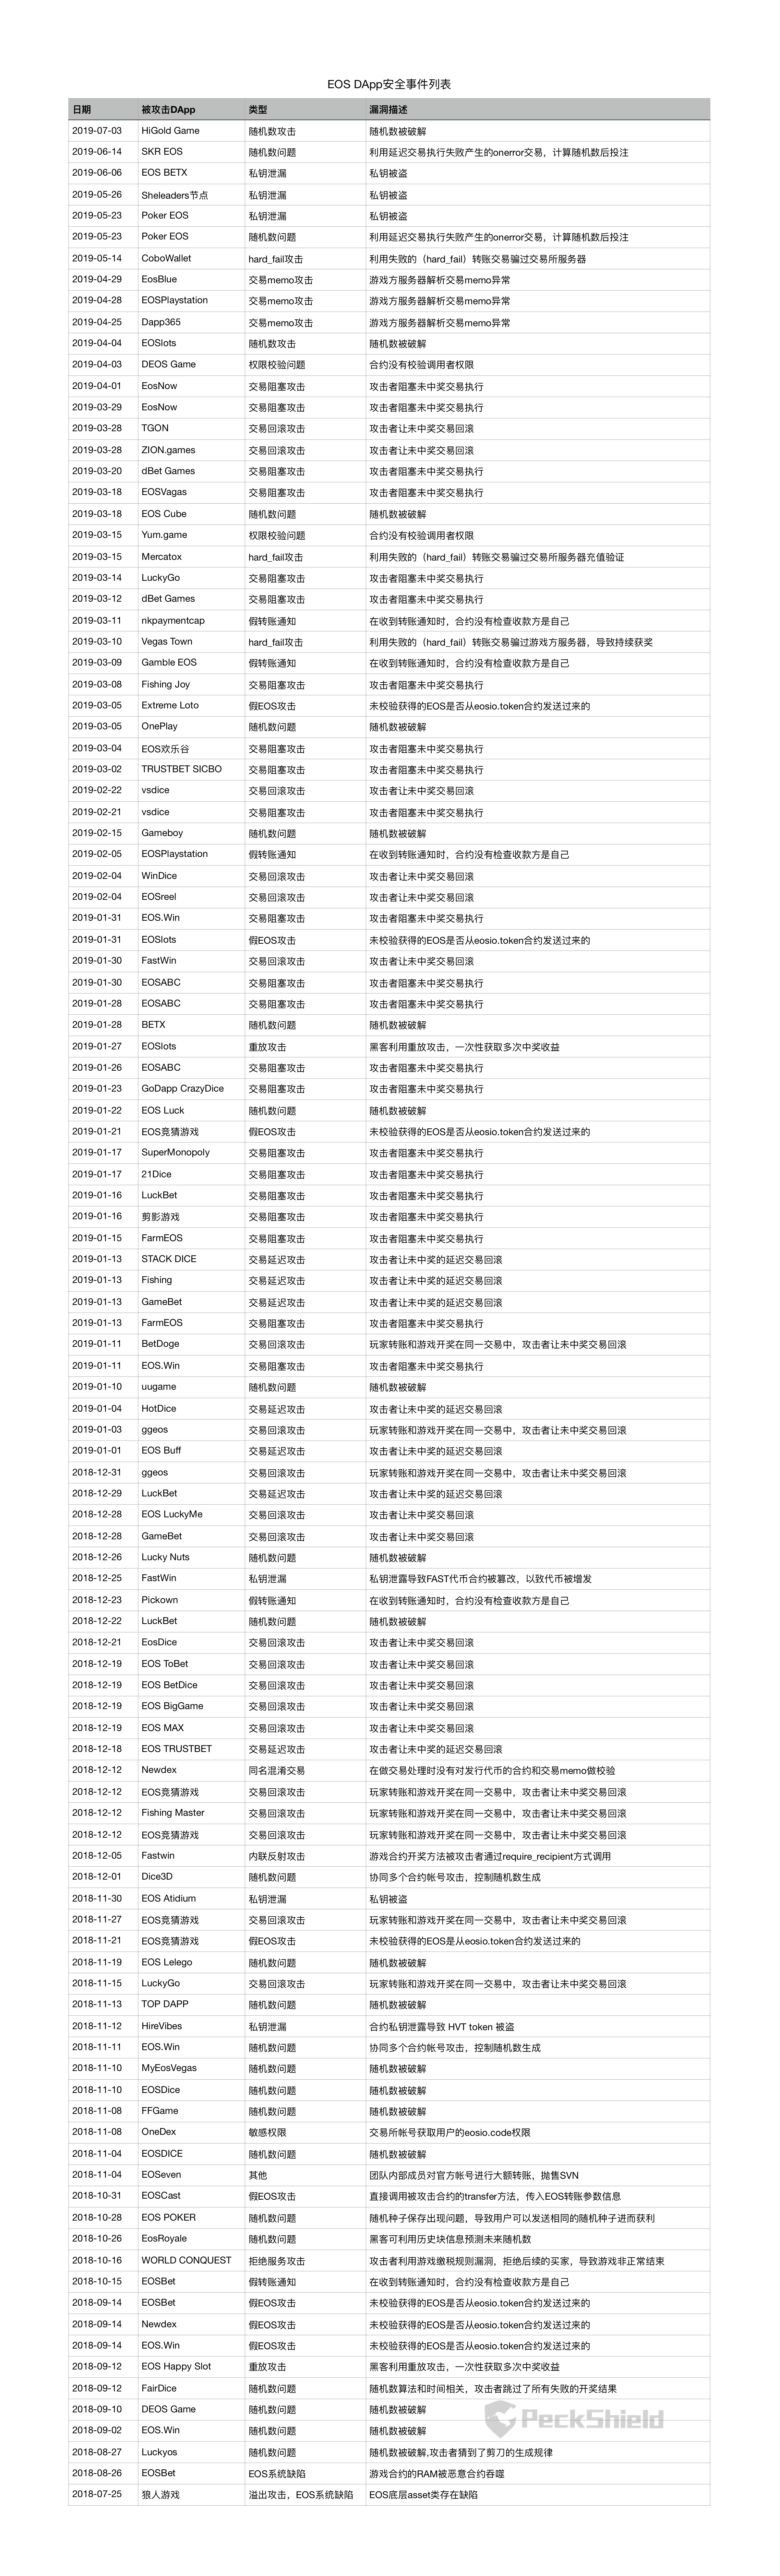 EOS DApp安全事件列表
日期 被攻击DApp 类型 漏洞描述
2019-07-03 HiGold Game 随机数攻击 随机数被破解
2019-06-14 SKR EOS 随机数问题 利用延迟交易执行失败产生的onerror交易，计算随机数后投注
2019-06-06 EOS BETX 私钥泄漏 私钥被盗
2019-05-26 Sheleaders节点 私钥泄漏 私钥被盗
2019-05-23 Poker EOS 私钥泄漏 私钥被盗
2019-05-23 Poker EOS 随机数问题 利用延迟交易执行失败产生的onerror交易，计算随机数后投注
2019-05-14 CoboWallet hard_fail攻击 利用失败的（hard_fail）转账交易骗过交易所服务器
2019-04-29 EosBlue 交易memo攻击 游戏方服务器解析交易memo异常
2019-04-28 EOSPlaystation 交易memo攻击 游戏方服务器解析交易memo异常
2019-04-25 Dapp365 交易memo攻击 游戏方服务器解析交易memo异常
2019-04-04 EOSlots 随机数攻击 随机数被破解
2019-04-03 DEOS Game 权限校验问题 合约没有校验调用者权限
2019-04-01 EosNow 交易阻塞攻击 攻击者阻塞未中奖交易执行
2019-03-29 EosNow 交易阻塞攻击 攻击者阻塞未中奖交易执行
2019-03-28 TGON 交易回滚攻击 攻击者让未中奖交易回滚
2019-03-28 ZION.games 交易回滚攻击 攻击者让未中奖交易回滚
2019-03-20 dBet Games 交易阻塞攻击 攻击者阻塞未中奖交易执行
2019-03-18 EOSVagas 交易阻塞攻击 攻击者阻塞未中奖交易执行
2019-03-18 EOS Cube 随机数问题 随机数被破解
2019-03-15 Yum.game 权限校验问题 合约没有校验调用者权限
2019-03-15 Mercatox hard_fail攻击 利用失败的（hard_fail）转账交易骗过交易所服务器充值验证
2019-03-14 LuckyGo 交易阻塞攻击 攻击者阻塞未中奖交易执行
2019-03-12 dBet Games 交易阻塞攻击 攻击者阻塞未中奖交易执行
2019-03-11 nkpaymentcap 假转账通知 在收到转账通知时，合约没有检查收款方是自己
2019-03-10 Vegas Town hard_fail攻击 利用失败的（hard_fail）转账交易骗过游戏方服务器，导致持续获奖
2019-03-09 Gamble EOS 假转账通知 在收到转账通知时，合约没有检查收款方是自己
2019-03-08 Fishing Joy 交易阻塞攻击 攻击者阻塞未中奖交易执行
2019-03-05 Extreme Loto 假EOS攻击 未校验获得的EOS是否从eosio.token合约发送过来的
2019-03-05 OnePlay 随机数问题 随机数被破解
2019-03-04 EOS欢乐谷 交易阻塞攻击 攻击者阻塞未中奖交易执行
2019-03-02 TRUSTBET SICBO 交易阻塞攻击 攻击者阻塞未中奖交易执行
2019-02-22 vsdice 交易回滚攻击 攻击者让未中奖交易回滚
2019-02-21 vsdice 交易阻塞攻击 攻击者阻塞未中奖交易执行
2019-02-15 Gameboy 随机数问题 随机数被破解
2019-02-05 EOSPlaystation 假转账通知 在收到转账通知时，合约没有检查收款方是自己
2019-02-04 WinDice 交易回滚攻击 攻击者让未中奖交易回滚
2019-02-04 EOSreel 交易回滚攻击 攻击者让未中奖交易回滚
2019-01-31 EOS.Win 交易阻塞攻击 攻击者阻塞未中奖交易执行
2019-01-31 EOSlots 假EOS攻击 未校验获得的EOS是否从eosio.token合约发送过来的
2019-01-30 FastWin 交易回滚攻击 攻击者让未中奖交易回滚
2019-01-30 EOSABC 交易阻塞攻击 攻击者阻塞未中奖交易执行
2019-01-28 EOSABC 交易阻塞攻击 攻击者阻塞未中奖交易执行
2019-01-28 BETX 随机数问题 随机数被破解
2019-01-27 EOSlots 重放攻击 黑客利用重放攻击，一次性获取多次中奖收益
2019-01-26 EOSABC 交易阻塞攻击 攻击者阻塞未中奖交易执行
2019-01-23 GoDapp CrazyDice 交易阻塞攻击 攻击者阻塞未中奖交易执行
2019-01-22 EOS Luck 随机数问题 随机数被破解
2019-01-21 EOS竞猜游戏 假EOS攻击 未校验获得的EOS是否从eosio.token合约发送过来的
2019-01-17 SuperMonopoly 交易阻塞攻击 攻击者阻塞未中奖交易执行
2019-01-17 21Dice 交易阻塞攻击 攻击者阻塞未中奖交易执行
2019-01-16 LuckBet 交易阻塞攻击 攻击者阻塞未中奖交易执行
2019-01-16 剪影游戏 交易阻塞攻击 攻击者阻塞未中奖交易执行
2019-01-15 FarmEOS 交易阻塞攻击 攻击者阻塞未中奖交易执行
2019-01-13 STACK DICE 交易延迟攻击 攻击者让未中奖的延迟交易回滚
2019-01-13 Fishing 交易延迟攻击 攻击者让未中奖的延迟交易回滚
2019-01-13 GameBet 交易延迟攻击 攻击者让未中奖的延迟交易回滚
2019-01-13 FarmEOS 交易阻塞攻击 攻击者阻塞未中奖交易执行
2019-01-11 BetDoge 交易回滚攻击 玩家转账和游戏开奖在同一交易中，攻击者让未中奖交易回滚
2019-01-11 EOS.Win 交易阻塞攻击 攻击者阻塞未中奖交易执行
2019-01-10 uugame 随机数问题 随机数被破解
2019-01-04 HotDice 交易延迟攻击 攻击者让未中奖的延迟交易回滚
2019-01-03 ggeos 交易回滚攻击 玩家转账和游戏开奖在同一交易中，攻击者让未中奖交易回滚
2019-01-01 EOS Buff 交易延迟攻击 攻击者让未中奖的延迟交易回滚
2018-12-31 ggeos 交易回滚攻击 玩家转账和游戏开奖在同一交易中，攻击者让未中奖交易回滚
2018-12-29 LuckBet 交易延迟攻击 攻击者让未中奖的延迟交易回滚
2018-12-28 EOS LuckyMe 交易回滚攻击 攻击者让未中奖交易回滚
2018-12-28 GameBet 交易回滚攻击 攻击者让未中奖交易回滚
2018-12-26 Lucky Nuts 随机数问题 随机数被破解
2018-12-25 FastWin 私钥泄漏 私钥泄露导致FAST代币合约被篡改，以致代币被增发
2018-12-23 Pickown 假转账通知 在收到转账通知时，合约没有检查收款方是自己
2018-12-22 LuckBet 随机数问题 随机数被破解
2018-12-21 EosDice 交易回滚攻击 攻击者让未中奖交易回滚
2018-12-19 EOS ToBet 交易回滚攻击 攻击者让未中奖交易回滚
2018-12-19 EOS BetDice 交易回滚攻击 攻击者让未中奖交易回滚
2018-12-19 EOS BigGame 交易回滚攻击 攻击者让未中奖交易回滚
2018-12-19 EOS MAX 交易回滚攻击 攻击者让未中奖交易回滚
2018-12-18 EOS TRUSTBET 交易延迟攻击 攻击者让未中奖的延迟交易回滚
2018-12-12 Newdex 同名混淆交易 在做交易处理时没有对发行代币的合约和交易memo做校验
2018-12-12 EOS竞猜游戏 交易回滚攻击 玩家转账和游戏开奖在同一交易中，攻击者让未中奖交易回滚
2018-12-12 Fishing Master 交易回滚攻击 玩家转账和游戏开奖在同一交易中，攻击者让未中奖交易回滚
2018-12-12 EOS竞猜游戏 交易回滚攻击 玩家转账和游戏开奖在同一交易中，攻击者让未中奖交易回滚
2018-12-05 Fastwin 内联反射攻击 游戏合约开奖方法被攻击者通过require_recipient方式调用
2018-12-01 Dice3D 随机数问题 协同多个合约帐号攻击，控制随机数生成
2018-11-30 EOS Atidium 私钥泄漏 私钥被盗
2018-11-27 EOS竞猜游戏 交易回滚攻击 玩家转账和游戏开奖在同一交易中，攻击者让未中奖交易回滚
2018-11-21 EOS竞猜游戏 假EOS攻击 未校验获得的EOS是从eosio.token合约发送过来的
2018-11-19 EOS Lelego 随机数问题 随机数被破解
2018-11-15 LuckyGo 交易回滚攻击 玩家转账和游戏开奖在同一交易中，攻击者让未中奖交易回滚
2018-11-13 TOP DAPP 随机数问题 随机数被破解
2018-11-12 HireVibes 私钥泄漏 合约私钥泄露导致 HVT token 被盗
2018-11-11 EOS.Win 随机数问题 协同多个合约帐号攻击，控制随机数生成
2018-11-10 MyEosVegas 随机数问题 随机数被破解
2018-11-10 EOSDice 随机数问题 随机数被破解
2018-11-08 FFGame 随机数问题 随机数被破解
2018-11-08 OneDex 敏感权限 交易所帐号获取用户的eosio.code权限
2018-11-04 EOSDICE 随机数问题 随机数被破解
2018-11-04 EOSeven 其他 团队内部成员对官方帐号进行大额转账，抛售SVN
2018-10-31 EOSCast 假EOS攻击 直接调用被攻击合约的transfer方法，传入EOS转账参数信息
2018-10-28 EOS POKER 随机数问题 随机种子保存出现问题，导致用户可以发送相同的随机种子进而获利
2018-10-26 EosRoyale 随机数问题 黑客可利用历史块信息预测未来随机数
2018-10-16 WORLD CONQUEST 拒绝服务攻击 攻击者利用游戏缴税规则漏洞，拒绝后续的买家，导致游戏非正常结束
2018-10-15 EOSBet 假转账通知 在收到转账通知时，合约没有检查收款方是自己
2018-09-14 EOSBet 假EOS攻击 未校验获得的EOS是否从eosio.token合约发送过来的
2018-09-14 Newdex 假EOS攻击 未校验获得的EOS是否从eosio.token合约发送过来的
2018-09-14 EOS.Win 假EOS攻击 未校验获得的EOS是否从eosio.token合约发送过来的
2018-09-12 EOS Happy Slot 重放攻击 黑客利用重放攻击，一次性获取多次中奖收益
2018-09-12 FairDice 随机数问题 随机数算法和时间相关，攻击者跳过了所有失败的开奖结果
2018-09-10 DEOS Game 随机数问题 随机数被破解
PeckShield
2018-09-02 EOS.Win 随机数问题 随机数被破解
2018-08-27 Luckyos 随机数问题 随机数被破解,攻击者猜到了剪刀的生成规律
2018-08-26 EOSBet EOS系统缺陷 游戏合约的RAM被恶意合约吞噬
2018-07-25 狼人游戏 溢出攻击，EOS系统缺陷 EOS底层asset类存在缺陷